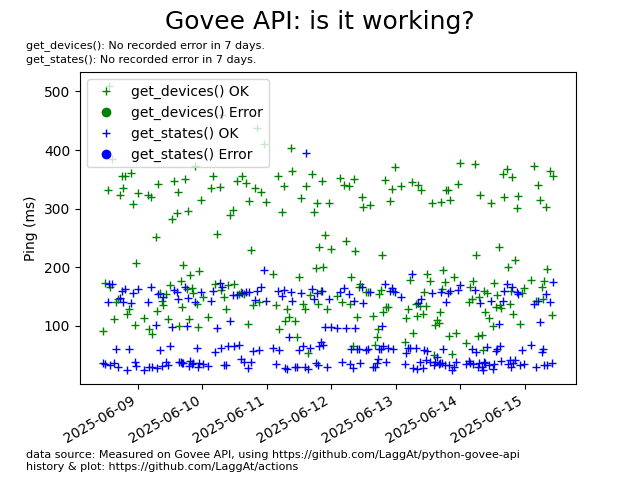 Govee API: is it working?
get_devices(): No recorded error in 7 days.
get_states(): No recorded error in 7 days.
get_devices() OK
get_devices() Error
get_states() OK
get_states() Error
Ping (ms)
500
400
300
200
100
2025-06-09
2025-06-10
2025-06-11
2025-06-12
2025-06-13
2025-06-14
2025-06-15
data source: Measured on Govee API, using https://github.com/LaggAt/python-govee-api
history & plot: https://github.com/LaggAt/actions